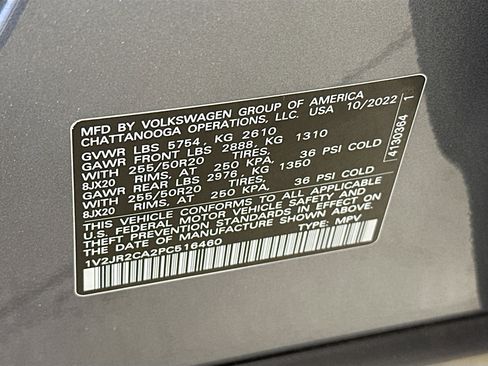 MFD BY VOLKSWAGEN GROUP OF AMERICA
CHATTANOOGA OPERATIONS, LLC. USA 10/2022
GVWR LBS 5754, KG 2610
GAWR FRONT LBS 2888, KG 1310
WITH 255/50R20 TIRES,
8JX20 RIMS, AT 250 KPA, 36 PSI COLD
GAWR REAR LBS 2976, KG 1350
WITH 255/50R20 TIRES,
8JX20 RIMS, AT 250 KPA, 36 PSI COLD
THIS VEHICLE CONFORMS TO ALL APPLICABLE
U.S. FEDERAL MOTOR VEHICLE SAFETY AND
THEFT PREVENTION STANDARDS IN EFFECT ON
THE DATE OF MANUFACTURE SHOWN ABOVE.
1V2JR2CA2PC516460 TYPE: MPV
4130364